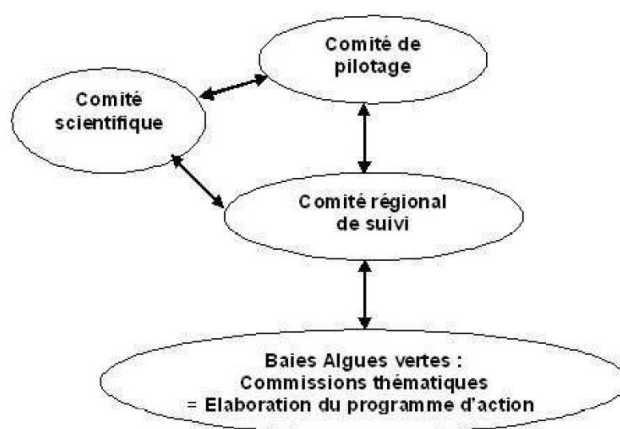 Comité de
pilotage
Comité
scientifique
Comité régional
de suivi
Baies Algues vertes :
Commissions thématiques
= Elaboration du programme d'action